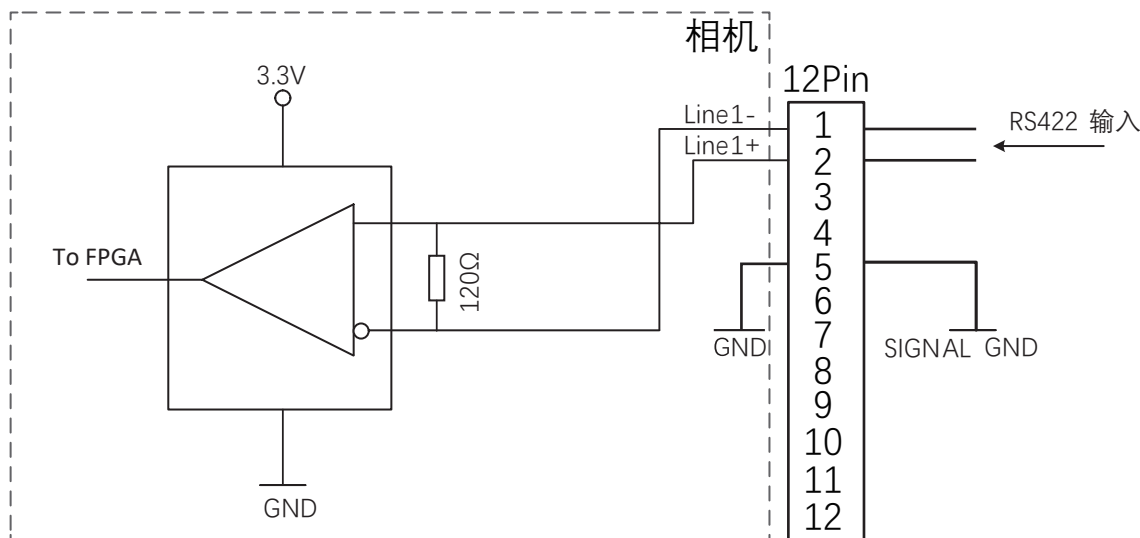 相机
3.3V
12Pin
Line1-
1
RS422 输入
Line1+
2
3
4
To FPGA
5
120Ω
6
GND
7
SIGNAL GND
8
9
10
11
GND
12